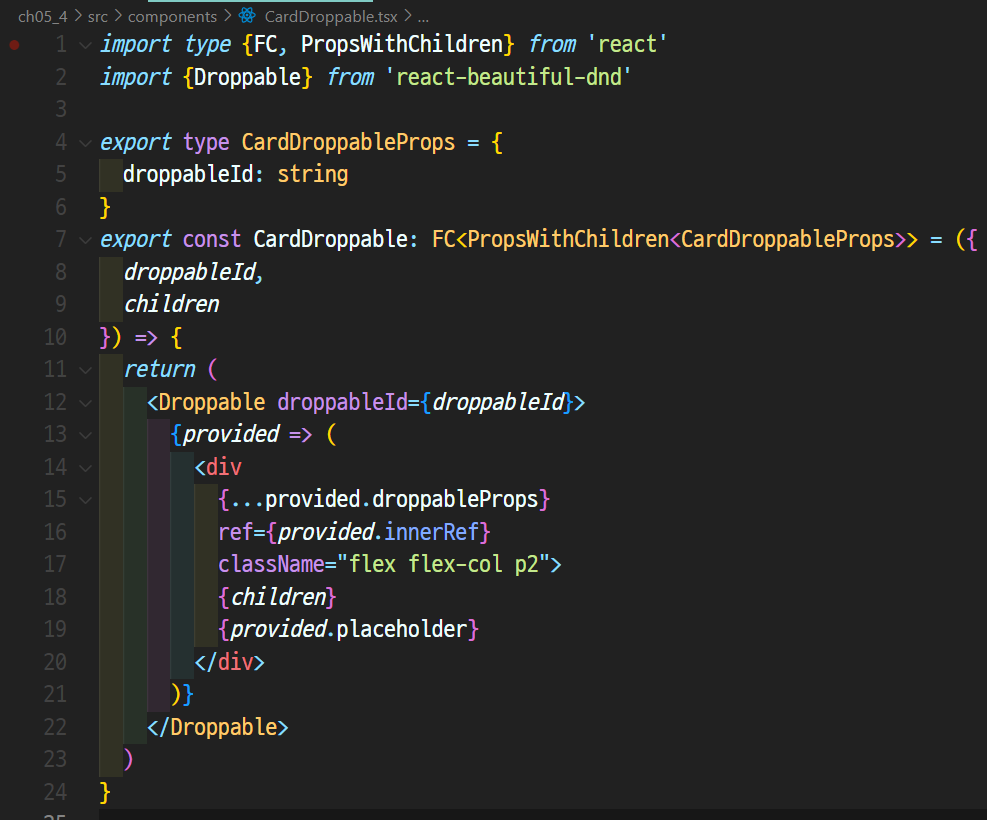 ch05_4 > src > components > CardDroppable.tsx > ...
1 import type {FC, PropsWithChildren} from 'react'
2 import {Droppable} from 'react-beautiful-dnd'
3
4 export type CardDroppableProps = {
5   droppableId: string
6 }
7 export const CardDroppable: FC<PropsWithChildren<CardDroppableProps>> = ({
8   droppableId,
9   children
10 }) => {
11   return (
12     <Droppable droppableId={droppableId}>
13       {provided => (
14         <div
15           {...provided.droppableProps}
16           ref={provided.innerRef}
17           className="flex flex-col p2">
18           {children}
19           {provided.placeholder}
20         </div>
21       )}
22     </Droppable>
23   )
24 }
25